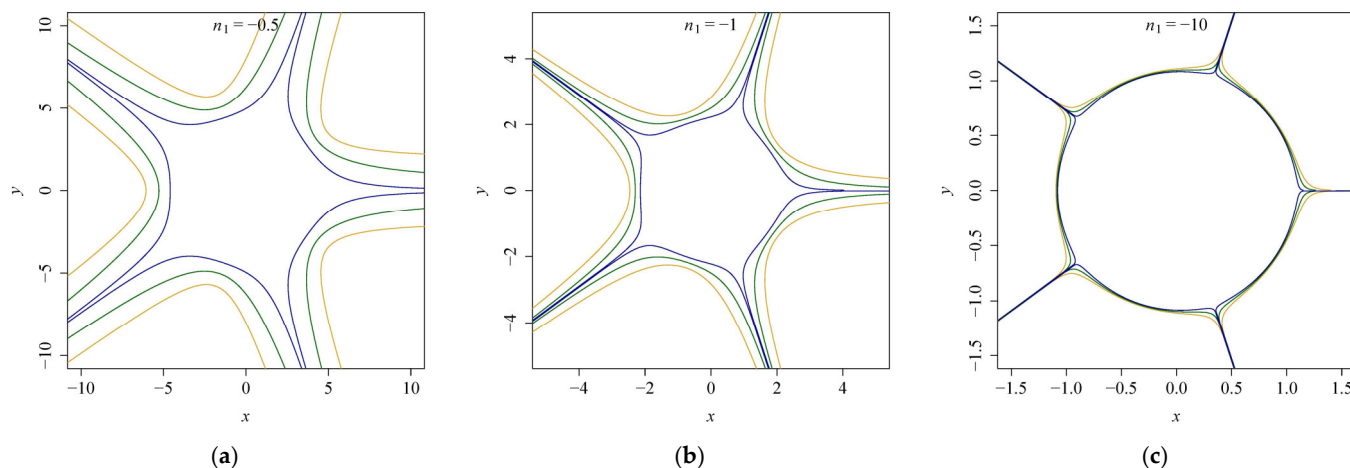 n₁ = −0.5
10
5
0
−5
−10
y
−10 −5 0 5 10
x
(a)
n₁ = −1
4
2
0
−2
−4
y
−4 −2 0 2 4
x
(b)
n₁ = −10
1.5
1.0
0.5
0.0
−0.5
−1.0
−1.5
y
−1.5 −1.0 −0.5 0.0 0.5 1.0 1.5
x
(c)